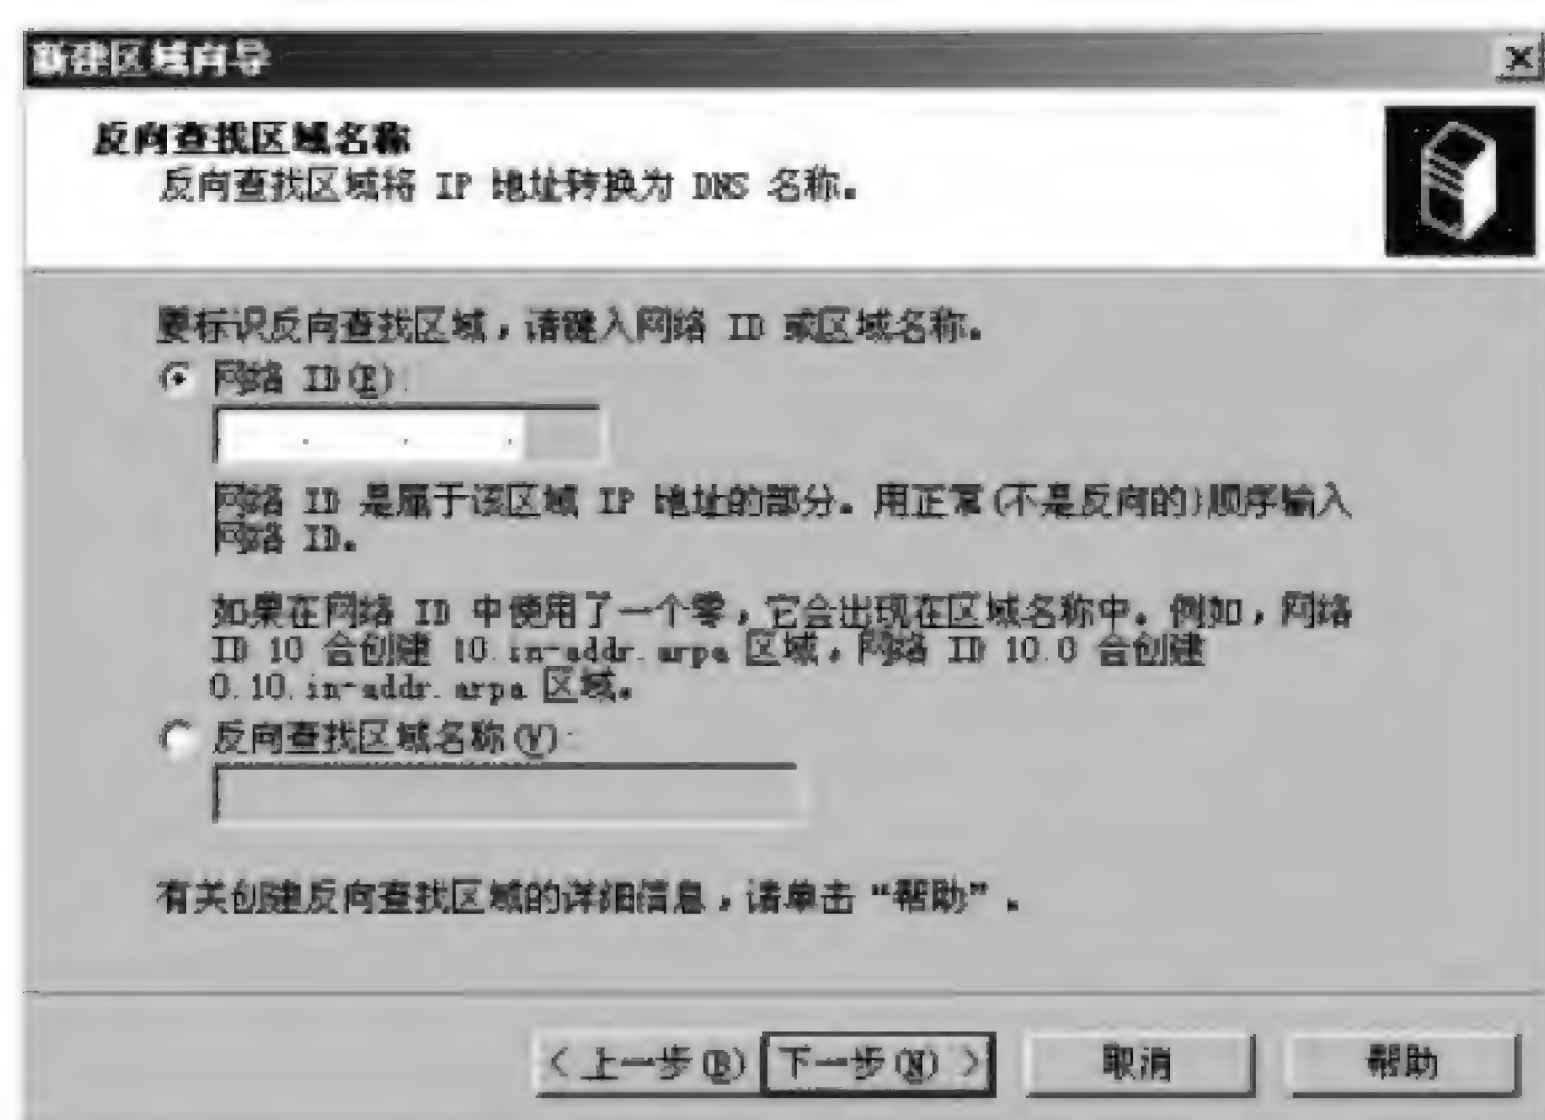 新建区域向导
反向查找区域名称
反向查找区域将 IP 地址转换为 DNS 名称。
要标识反向查找区域，请键入网络 ID 或区域名称。
网络 ID(E):
. . .
网络 ID 是属于该区域 IP 地址的部分。用正常(不是反向的)顺序输入
网络 ID。
如果在网络 ID 中使用了一个零，它会出现在区域名称中。例如，网络
ID 10 会创建 10.in-addr.arpa 区域，网络 ID 10.0 会创建
0.10.in-addr.arpa 区域。
反向查找区域名称(V):
有关创建反向查找区域的详细信息，请单击“帮助”。
< 上一步(B) 下一步(N) > 取消 帮助